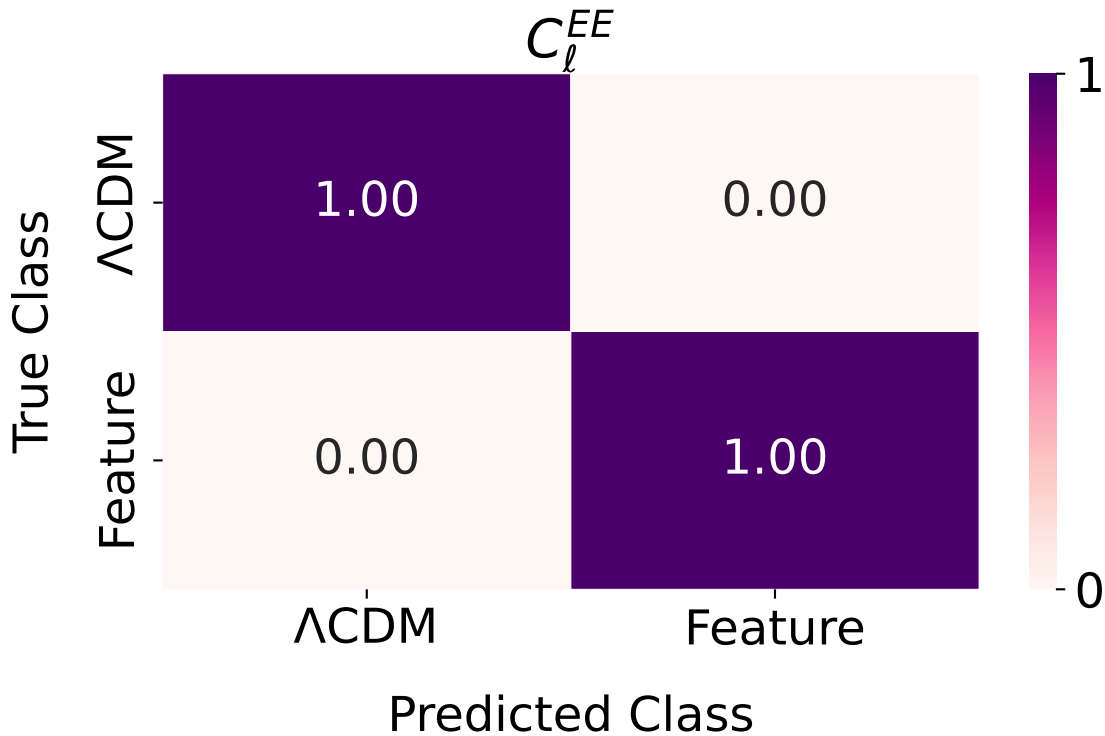 C_ℓ^{EE}
True Class
ΛCDM
Feature
1.00 0.00
0.00 1.00
ΛCDM Feature
Predicted Class
1
0